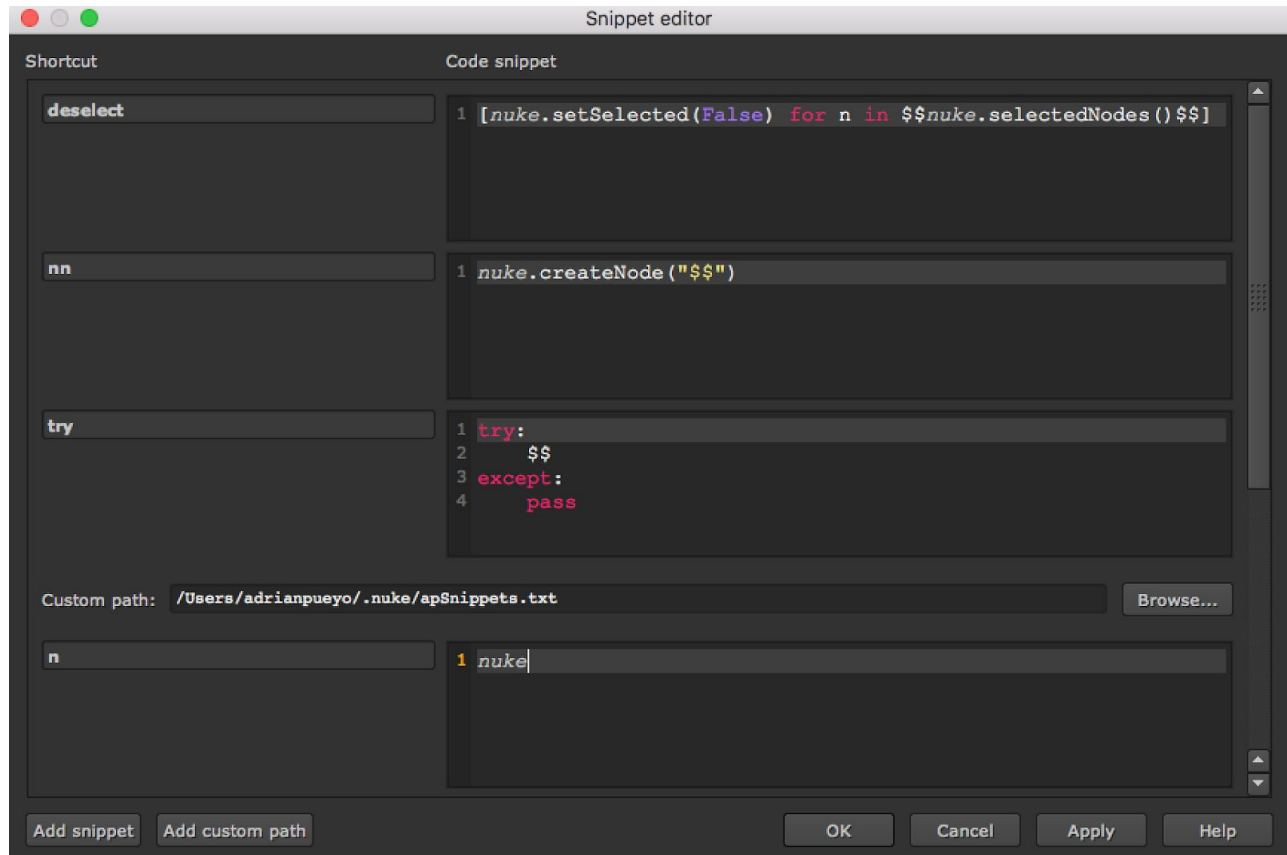 Snippet editor
Shortcut
Code snippet
deselect
1 [nuke.setSelected(False) for n in $$nuke.selectedNodes()$$]
nn
1 nuke.createNode("$$")
try
1 try:
2     $$
3 except:
4     pass
Custom path: /Users/adrianpueyo/.nuke/apSnippets.txt Browse...
n
1 nuke
Add snippet Add custom path OK Cancel Apply Help